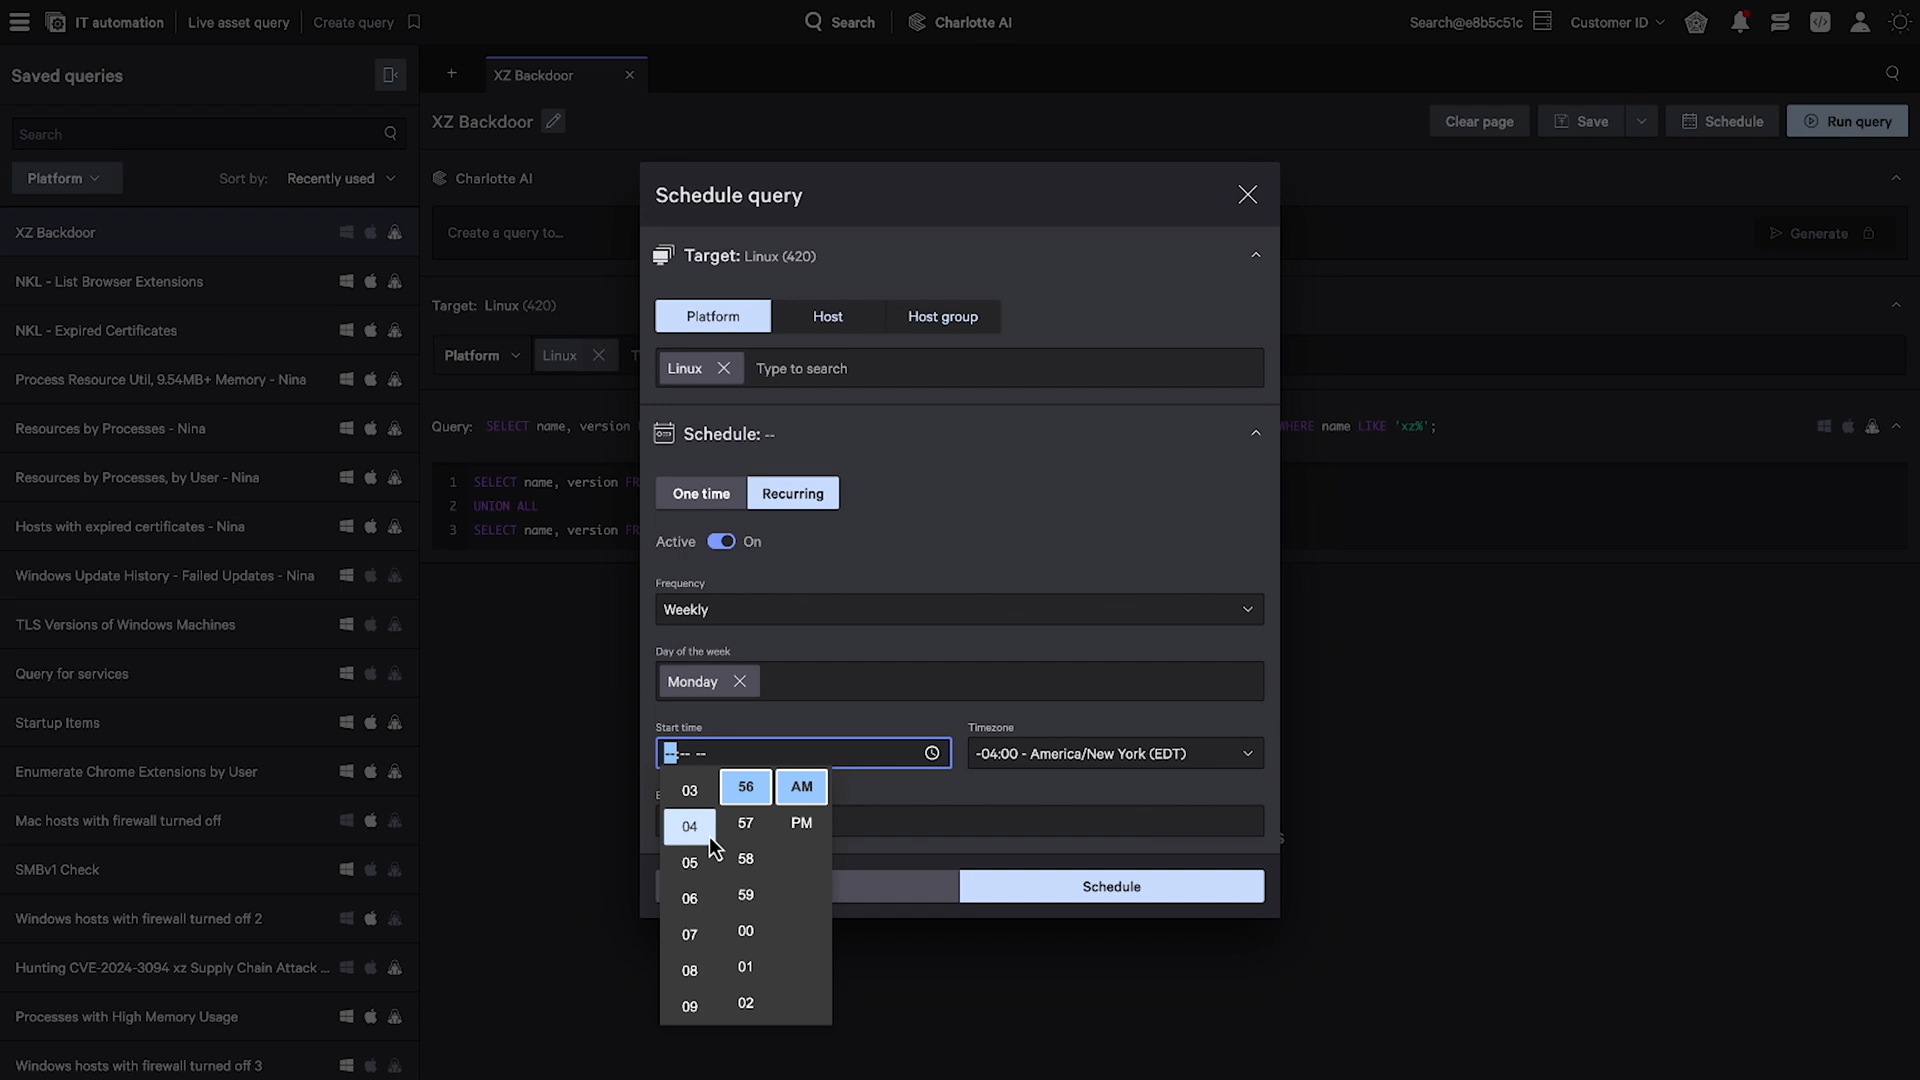 IT automation
Live asset query
Create query
Search
Charlotte AI
Search@e8b5c51c
Customer ID
Saved queries
XZ Backdoor
Search
XZ Backdoor
Clear page
Save
Schedule
Run query
Platform
Sort by:
Recently used
Charlotte AI
Create a query to...
Generate
Schedule query
Target: Linux (420)
Platform
Host
Host group
Linux
Type to search
Schedule: --
One time
Recurring
Active
On
Frequency
Weekly
Day of the week
Monday
Start time
--:-- --
Timezone
-04:00 - America/New York (EDT)
Schedule
03 56 AM
04 57 PM
05 58
06 59
07 00
08 01
09 02
Target: Linux (420)
Platform
Linux
Query: SELECT name, version
WHERE name LIKE 'xz%';
1 SELECT name, version FR
2 UNION ALL
3 SELECT name, version FR
XZ Backdoor
NKL - List Browser Extensions
NKL - Expired Certificates
Process Resource Util, 9.54MB+ Memory - Nina
Resources by Processes - Nina
Resources by Processes, by User - Nina
Hosts with expired certificates - Nina
Windows Update History - Failed Updates - Nina
TLS Versions of Windows Machines
Query for services
Startup Items
Enumerate Chrome Extensions by User
Mac hosts with firewall turned off
SMBv1 Check
Windows hosts with firewall turned off 2
Hunting CVE-2024-3094 xz Supply Chain Attack ...
Processes with High Memory Usage
Windows hosts with firewall turned off 3